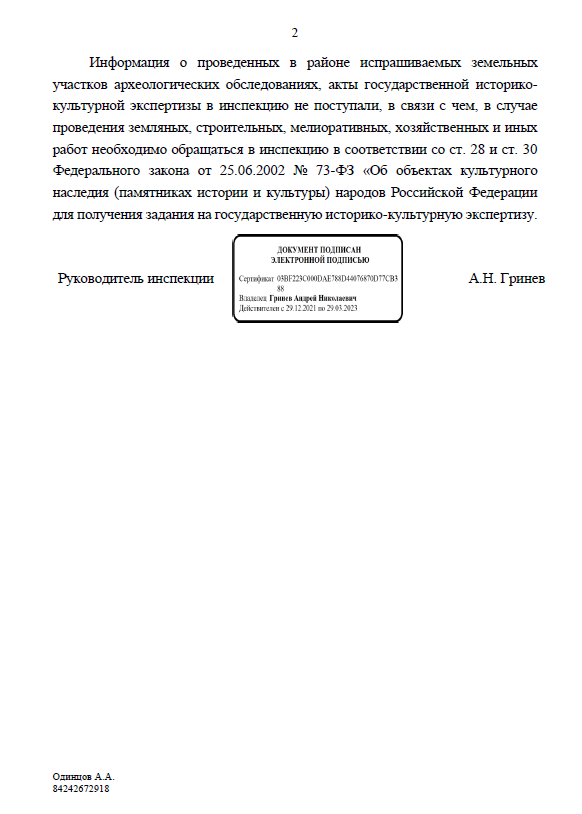 2
Информация о проведенных в районе испрашиваемых земельных
участков археологических обследованиях, акты государственной историко-
культурной экспертизы в инспекцию не поступали, в связи с чем, в случае
проведения земляных, строительных, мелиоративных, хозяйственных и иных
работ необходимо обращаться в инспекцию в соответствии со ст. 28 и ст. 30
Федерального закона от 25.06.2002 № 73-ФЗ «Об объектах культурного
наследия (памятниках истории и культуры) народов Российской Федерации
для получения задания на государственную историко-культурную экспертизу.
ДОКУМЕНТ ПОДПИСАН
ЭЛЕКТРОННОЙ ПОДПИСЬЮ
Руководитель инспекции
Сертификат 03BF223C000DAE788D44076870D77CB3
88
Владелец Гринев Андрей Николаевич
Действителен с 29.12.2021 по 29.03.2023
А.Н. Гринев
Одинцов А.А.
84242672918